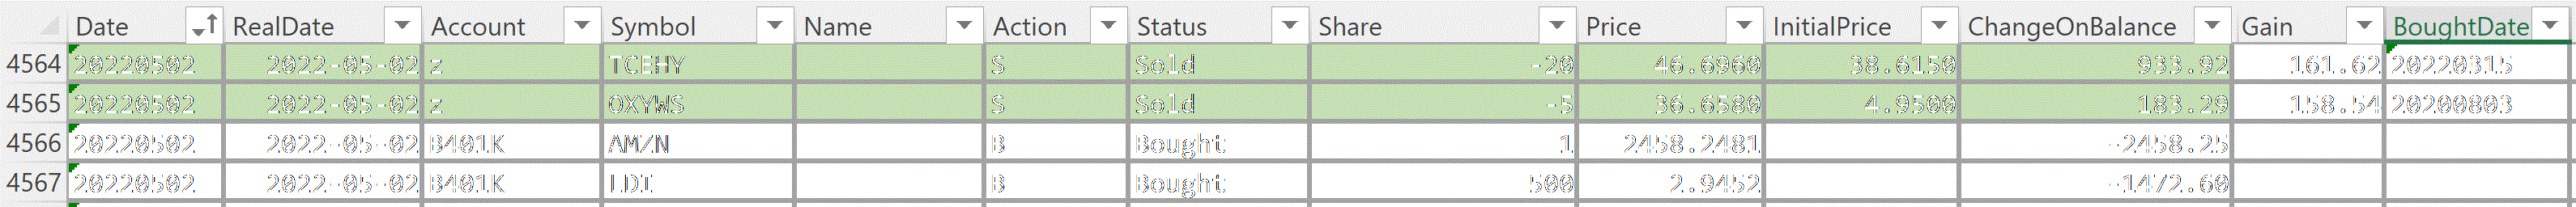 Date RealDate Account Symbol Name Action Status Share Price InitialPrice ChangeOnBalance Gain BoughtDate
4564 20220502 2022-05-02 z TCEHY S Sold -20 46.6960 38.6150 933.92 161.62 20220315
4565 20220502 2022-05-02 z OXYWS S Sold -5 36.6580 4.9500 183.29 158.54 20200803
4566 20220502 2022-05-02 B401K AMZN B Bought 1 2458.2481 -2458.25
4567 20220502 2022-05-02 B401K LDI B Bought 500 2.9452 -1472.60